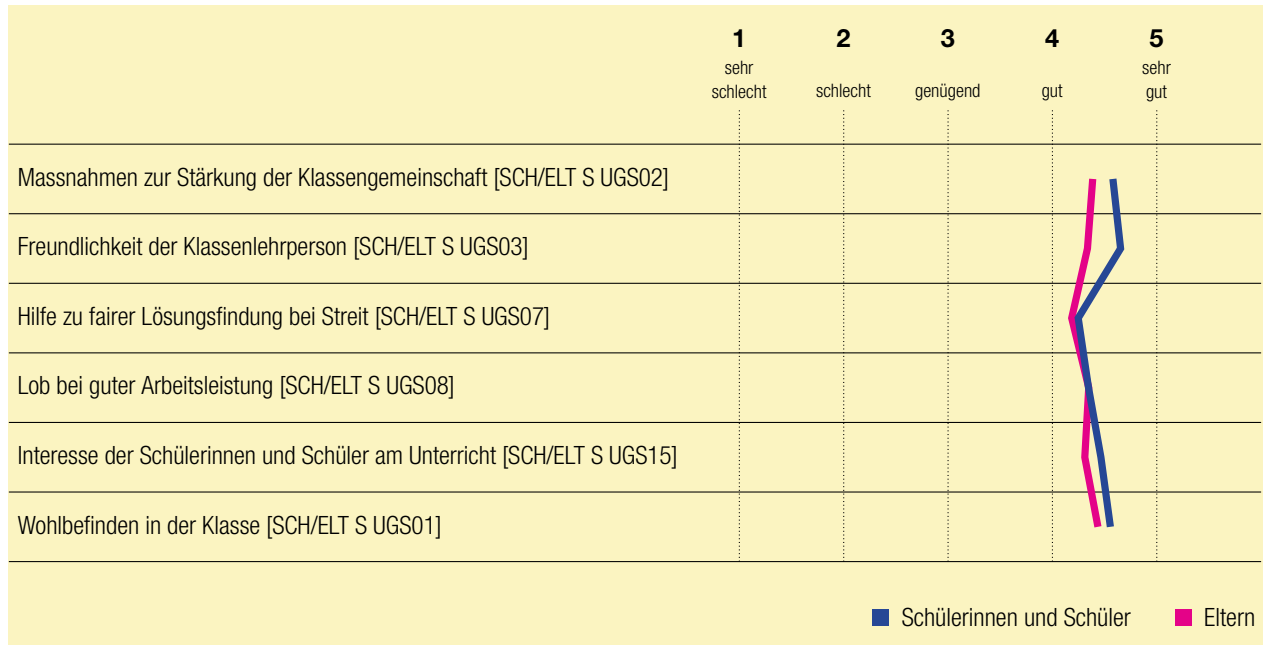 1 2 3 4 5
sehr schlecht schlecht genügend gut sehr gut
Massnahmen zur Stärkung der Klassengemeinschaft [SCH/ELT S UGS02]
Freundlichkeit der Klassenlehrperson [SCH/ELT S UGS03]
Hilfe zu fairer Lösungsfindung bei Streit [SCH/ELT S UGS07]
Lob bei guter Arbeitsleistung [SCH/ELT S UGS08]
Interesse der Schülerinnen und Schüler am Unterricht [SCH/ELT S UGS15]
Wohlbefinden in der Klasse [SCH/ELT S UGS01]
Schülerinnen und Schüler Eltern